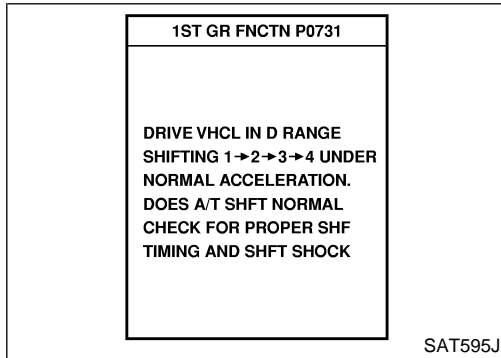 1ST GR FNCTN P0731
DRIVE VHCL IN D RANGE
SHIFTING 1→2→3→4 UNDER
NORMAL ACCELERATION.
DOES A/T SHFT NORMAL
CHECK FOR PROPER SHF
TIMING AND SHFT SHOCK
SAT595J